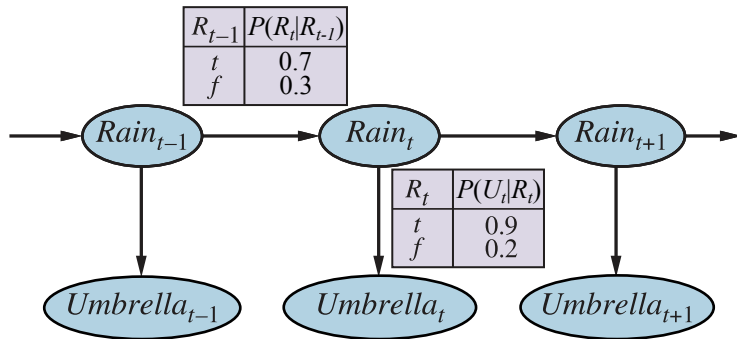 R_{t−1} P(R_t|R_{t-1})
t 0.7
f 0.3
Rain_{t−1} Rain_t Rain_{t+1}
R_t P(U_t|R_t)
t 0.9
f 0.2
Umbrella_{t−1} Umbrella_t Umbrella_{t+1}